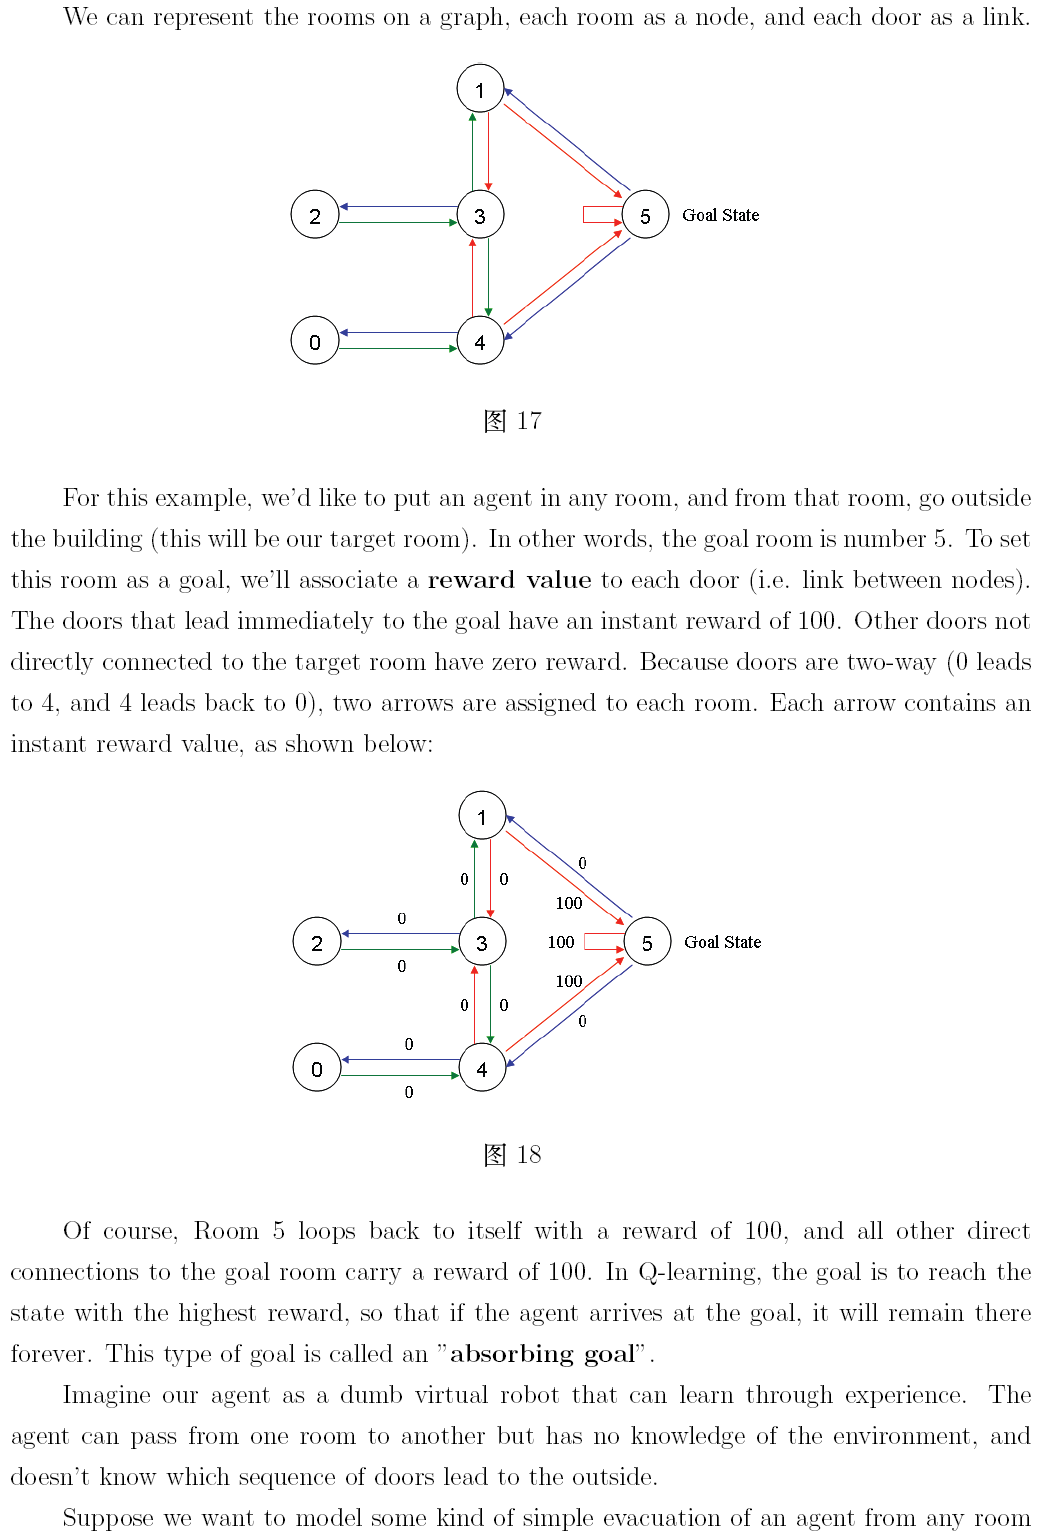 We can represent the rooms on a graph, each room as a node, and each door as a link.
1
2
3
5
Goal State
0
4
图 17
For this example, we'd like to put an agent in any room, and from that room, go outside
the building (this will be our target room). In other words, the goal room is number 5. To set
this room as a goal, we'll associate a reward value to each door (i.e. link between nodes).
The doors that lead immediately to the goal have an instant reward of 100. Other doors not
directly connected to the target room have zero reward. Because doors are two-way (0 leads
to 4, and 4 leads back to 0), two arrows are assigned to each room. Each arrow contains an
instant reward value, as shown below:
1
0
0 0
100
0
2
3
100
5
Goal State
0
100
0 0
0
0
0
4
0
图 18
Of course, Room 5 loops back to itself with a reward of 100, and all other direct
connections to the goal room carry a reward of 100. In Q-learning, the goal is to reach the
state with the highest reward, so that if the agent arrives at the goal, it will remain there
forever. This type of goal is called an ”absorbing goal”.
Imagine our agent as a dumb virtual robot that can learn through experience. The
agent can pass from one room to another but has no knowledge of the environment, and
doesn't know which sequence of doors lead to the outside.
Suppose we want to model some kind of simple evacuation of an agent from any room